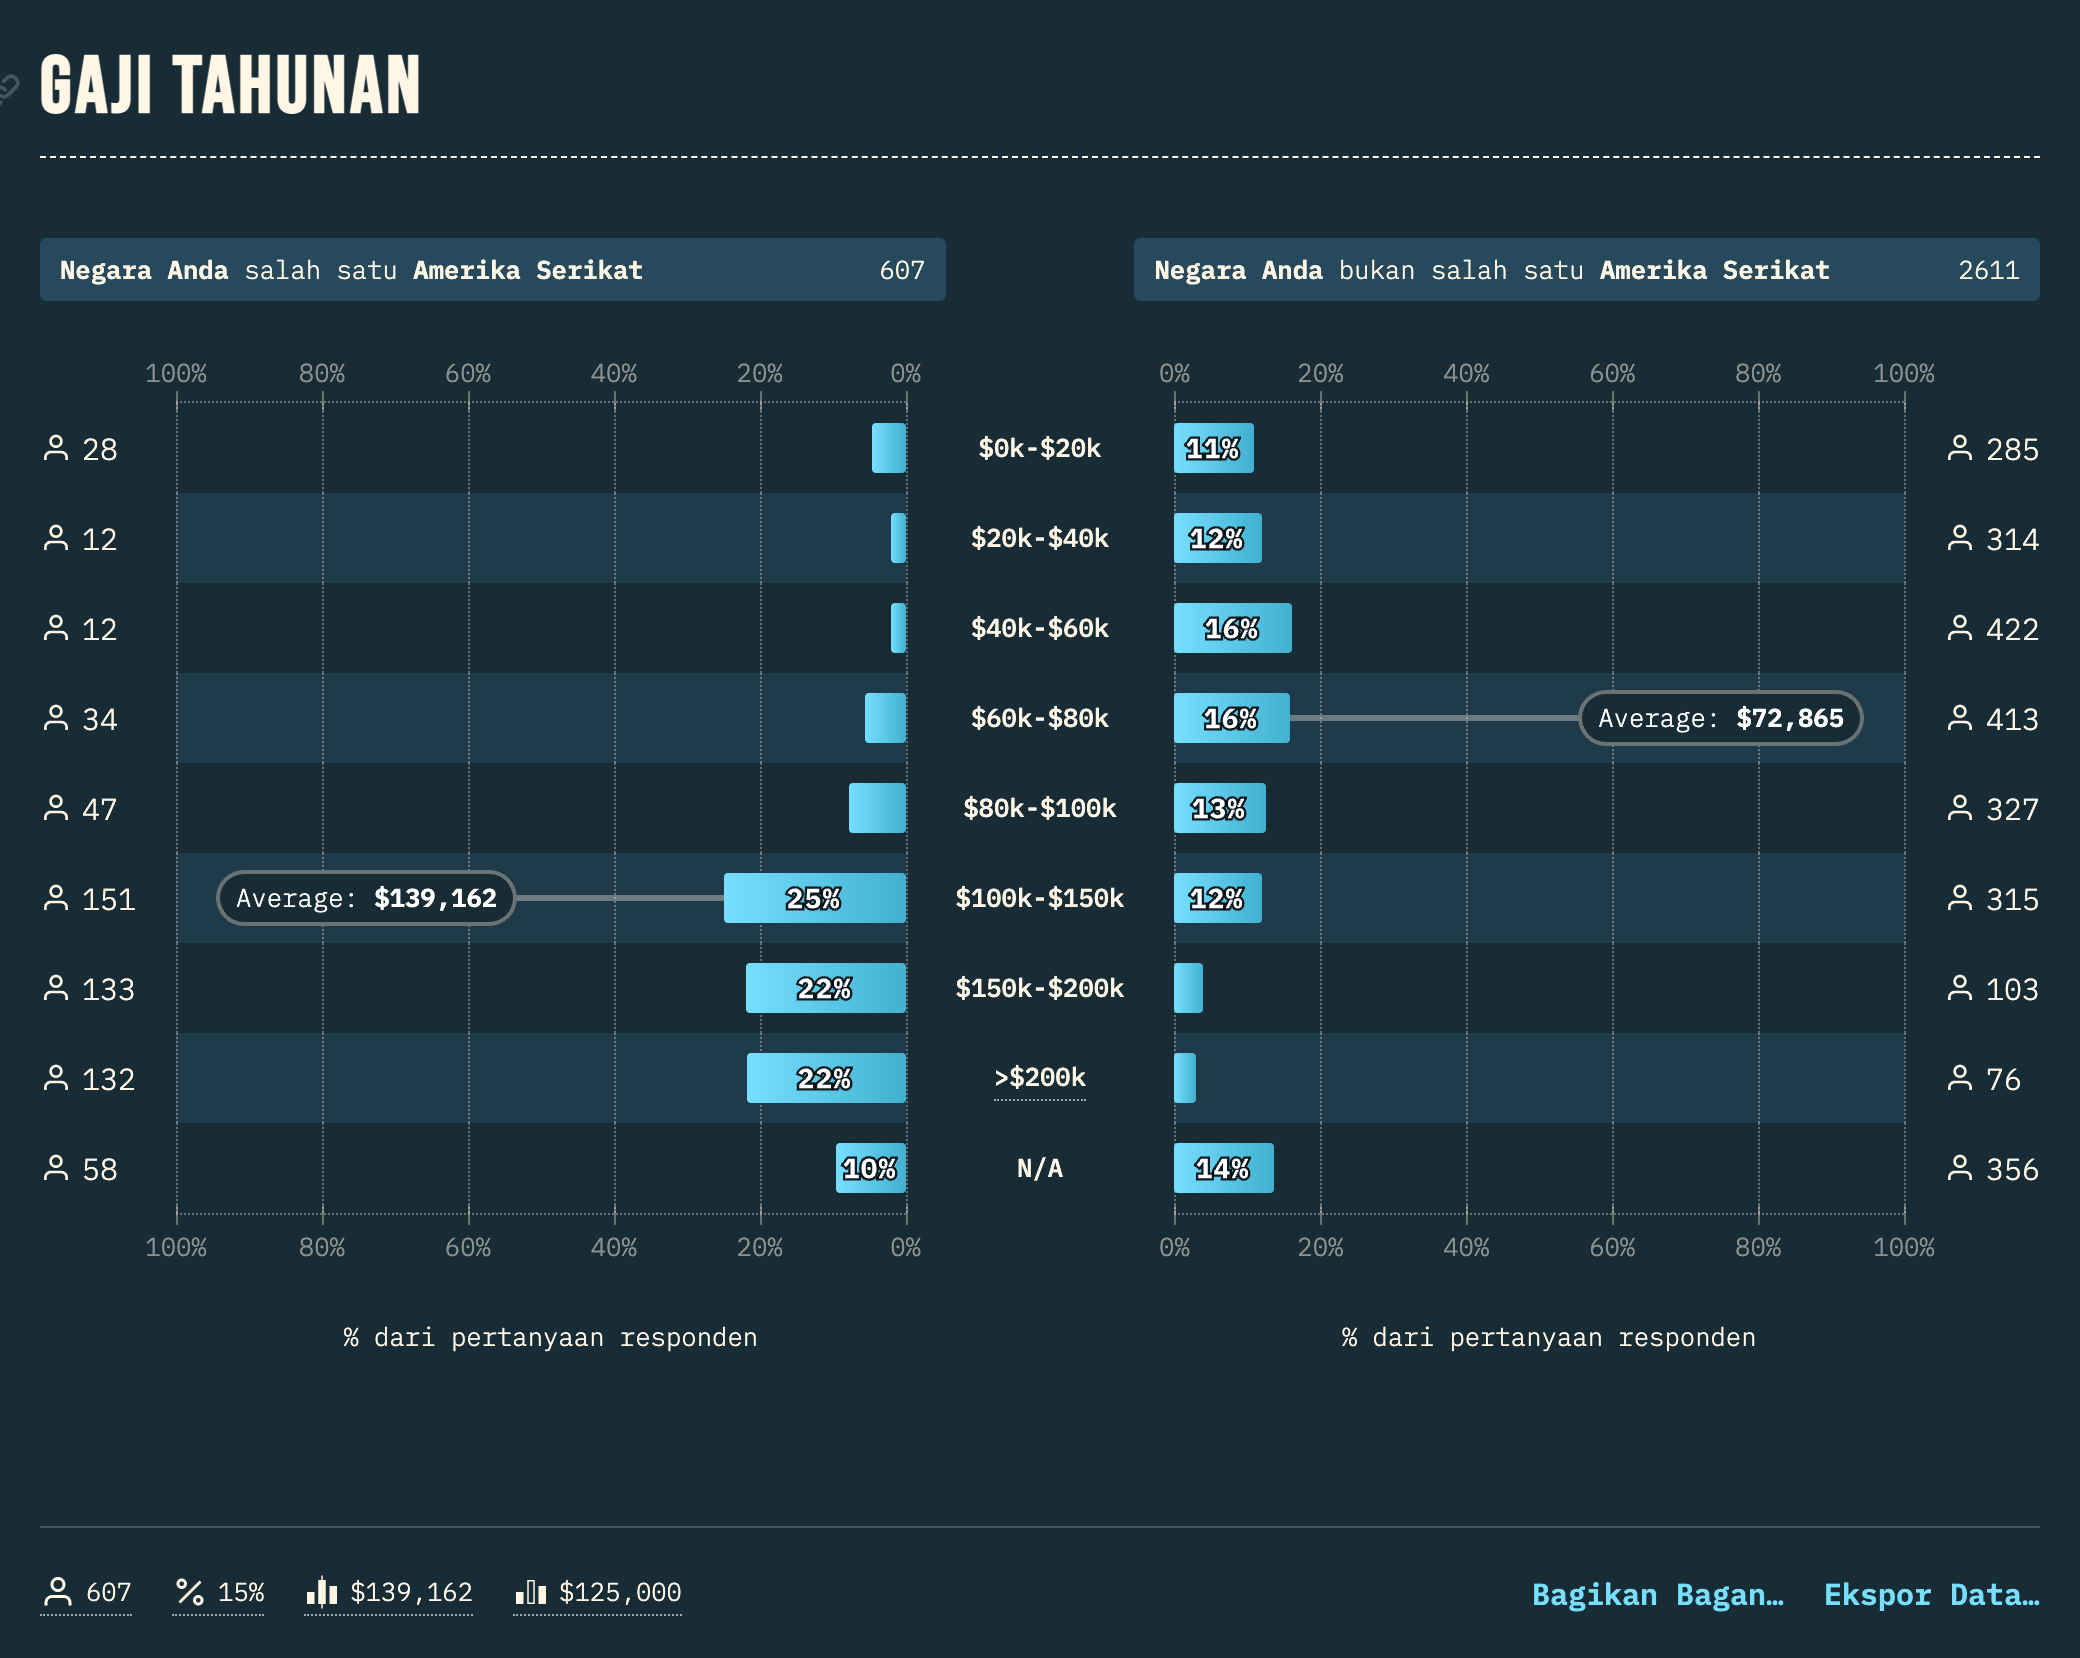 GAJI TAHUNAN
Negara Anda salah satu Amerika Serikat 607
Negara Anda bukan salah satu Amerika Serikat 2611
100% 80% 60% 40% 20% 0% 0% 20% 40% 60% 80% 100%
28 $0k-$20k 11% 285
12 $20k-$40k 12% 314
12 $40k-$60k 16% 422
34 $60k-$80k 16% Average: $72,865 413
47 $80k-$100k 13% 327
151 Average: $139,162 25% $100k-$150k 12% 315
133 22% $150k-$200k 103
132 22% >$200k 76
58 10% N/A 14% 356
100% 80% 60% 40% 20% 0% 0% 20% 40% 60% 80% 100%
% dari pertanyaan responden % dari pertanyaan responden
607 15% $139,162 $125,000 Bagikan Bagan… Ekspor Data…